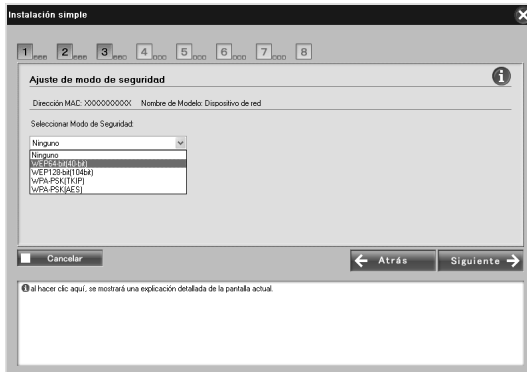 Instalación simple
1 2 3 4 5 6 7 8
Ajuste de modo de seguridad
Dirección MAC: XXXXXXXXXX Nombre de Modelo: Dispositivo de red
Seleccionar Modo de Seguridad:
Ninguno
Ninguno
WEP64-bit(40-bit)
WEP128-bit(104bit)
WPA-PSK(TKIP)
WPA-PSK(AES)
Cancelar
Atrás
Siguiente
al hacer clic aquí, se mostrará una explicación detallada de la pantalla actual.